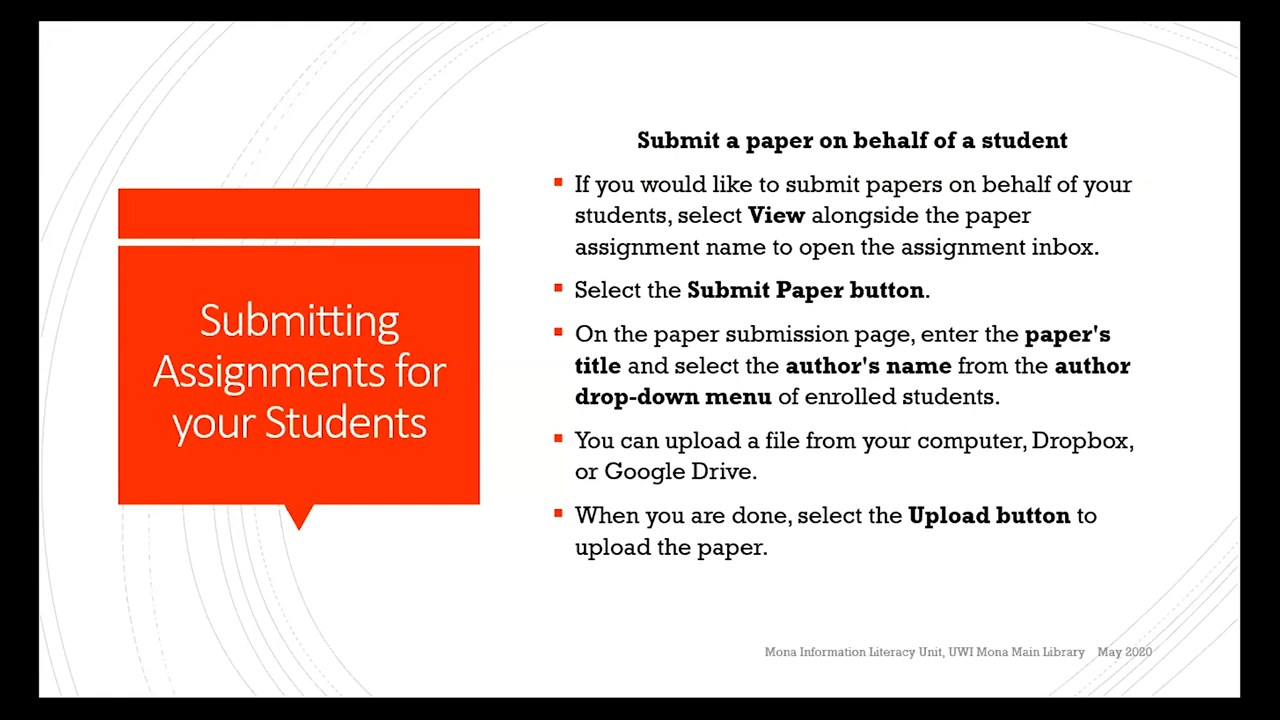 Submitting
Assignments for
your Students
Submit a paper on behalf of a student
If you would like to submit papers on behalf of your
students, select View alongside the paper
assignment name to open the assignment inbox.
Select the Submit Paper button.
On the paper submission page, enter the paper's
title and select the author's name from the author
drop-down menu of enrolled students.
You can upload a file from your computer, Dropbox,
or Google Drive.
When you are done, select the Upload button to
upload the paper.
Mona Information Literacy Unit, UWI Mona Main Library May 2020